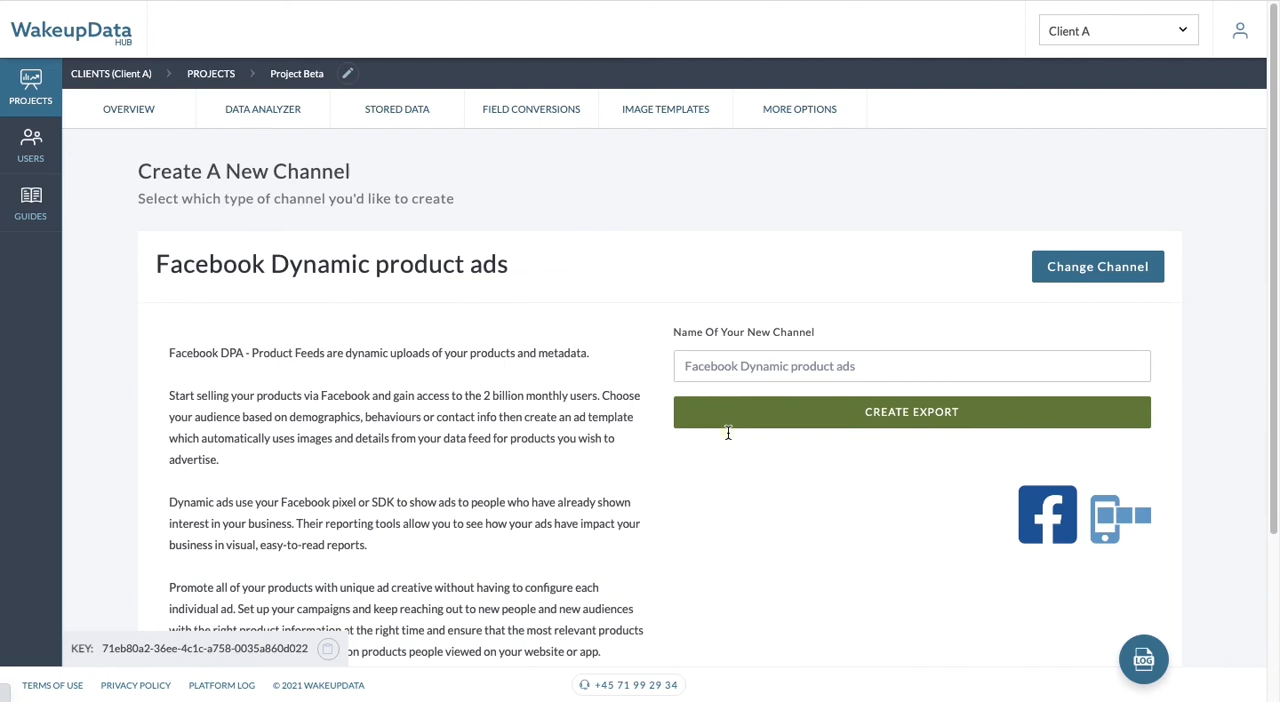 WakeupData
HUB
Client A
CLIENTS (Client A)
PROJECTS
Project Beta
PROJECTS
USERS
GUIDES
OVERVIEW
DATA ANALYZER
STORED DATA
FIELD CONVERSIONS
IMAGE TEMPLATES
MORE OPTIONS
Create A New Channel
Select which type of channel you'd like to create
Facebook Dynamic product ads
Change Channel
Facebook DPA - Product Feeds are dynamic uploads of your products and metadata.
Start selling your products via Facebook and gain access to the 2 billion monthly users. Choose
your audience based on demographics, behaviours or contact info then create an ad template
which automatically uses images and details from your data feed for products you wish to
advertise.
Dynamic ads use your Facebook pixel or SDK to show ads to people who have already shown
interest in your business. Their reporting tools allow you to see how your ads have impact your
business in visual, easy-to-read reports.
Promote all of your products with unique ad creative without having to configure each
individual ad. Set up your campaigns and keep reaching out to new people and new audiences
with the right product information at the right time and ensure that the most relevant products
on products people viewed on your website or app.
Name Of Your New Channel
Facebook Dynamic product ads
CREATE EXPORT
KEY: 71eb80a2-36ee-4c1c-a758-0035a860d022
LOG
TERMS OF USE
PRIVACY POLICY
PLATFORM LOG
© 2021 WAKEUPDATA
+45 71 99 29 34